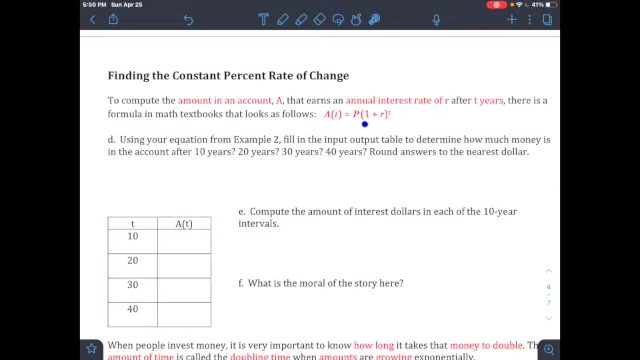 5:50 PM Sun Apr 25
41%
Finding the Constant Percent Rate of Change
To compute the amount in an account, A, that earns an annual interest rate of r after t years, there is a
formula in math textbooks that looks as follows: A(t) = P(1 + r)^t
d. Using your equation from Example 2, fill in the input output table to determine how much money is
in the account after 10 years? 20 years? 30 years? 40 years? Round answers to the nearest dollar.
e. Compute the amount of interest dollars in each of the 10-year
intervals.
t A(t)
10
20
f. What is the moral of the story here?
30
40
4
7
When people invest money, it is very important to know how long it takes that money to double. Th
amount of time is called the doubling time when amounts are growing exponentially.